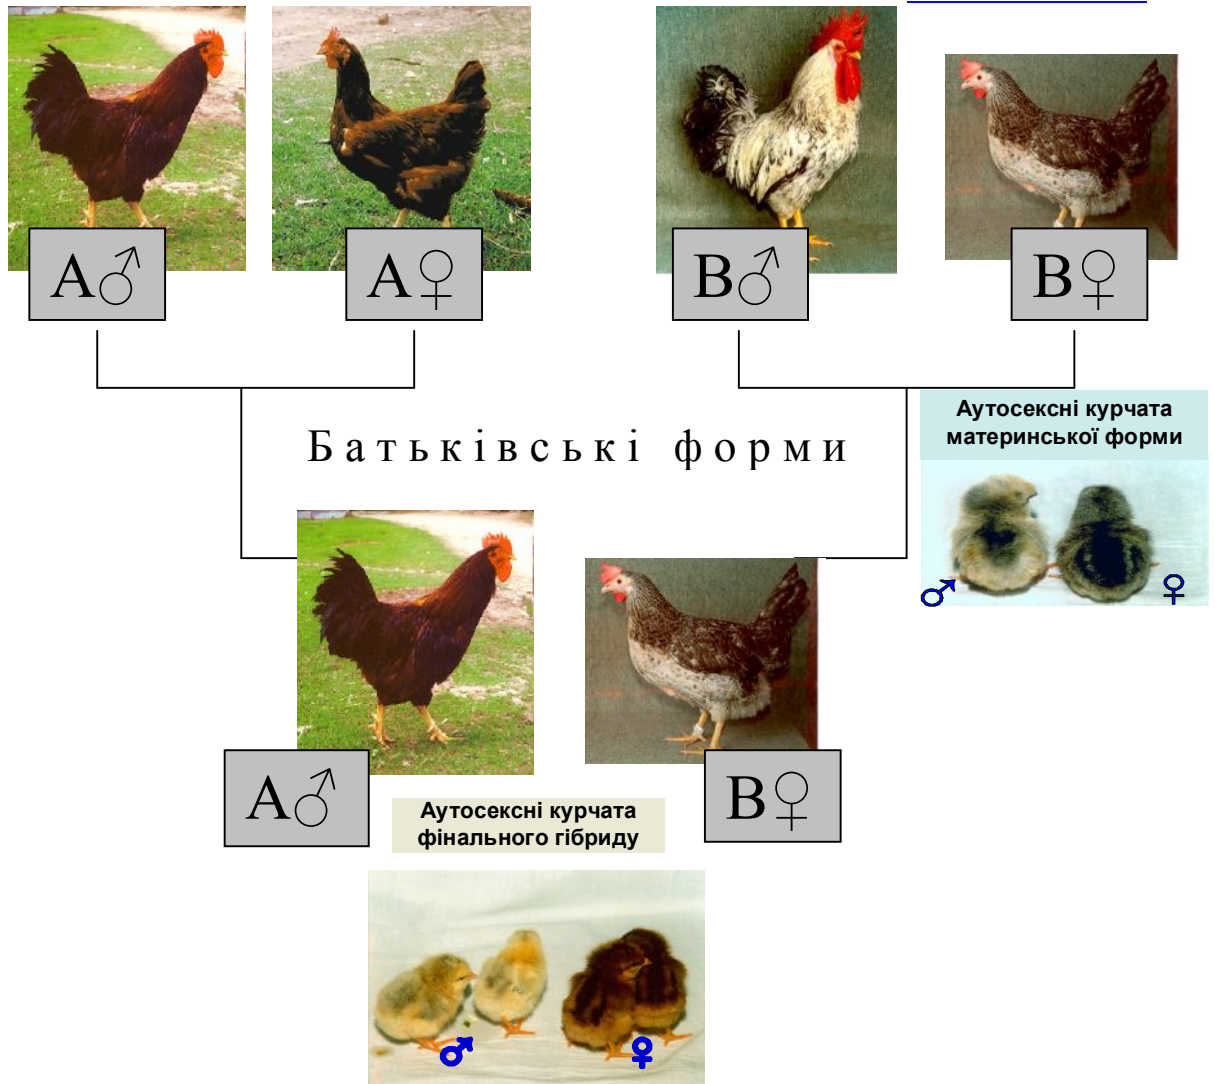 А♂ А♀ В♂ В♀
Аутосексні курчата
материнської форми
Батьківські форми
♂ ♀
А♂ В♀
Аутосексні курчата
фінального гібриду
♂ ♀